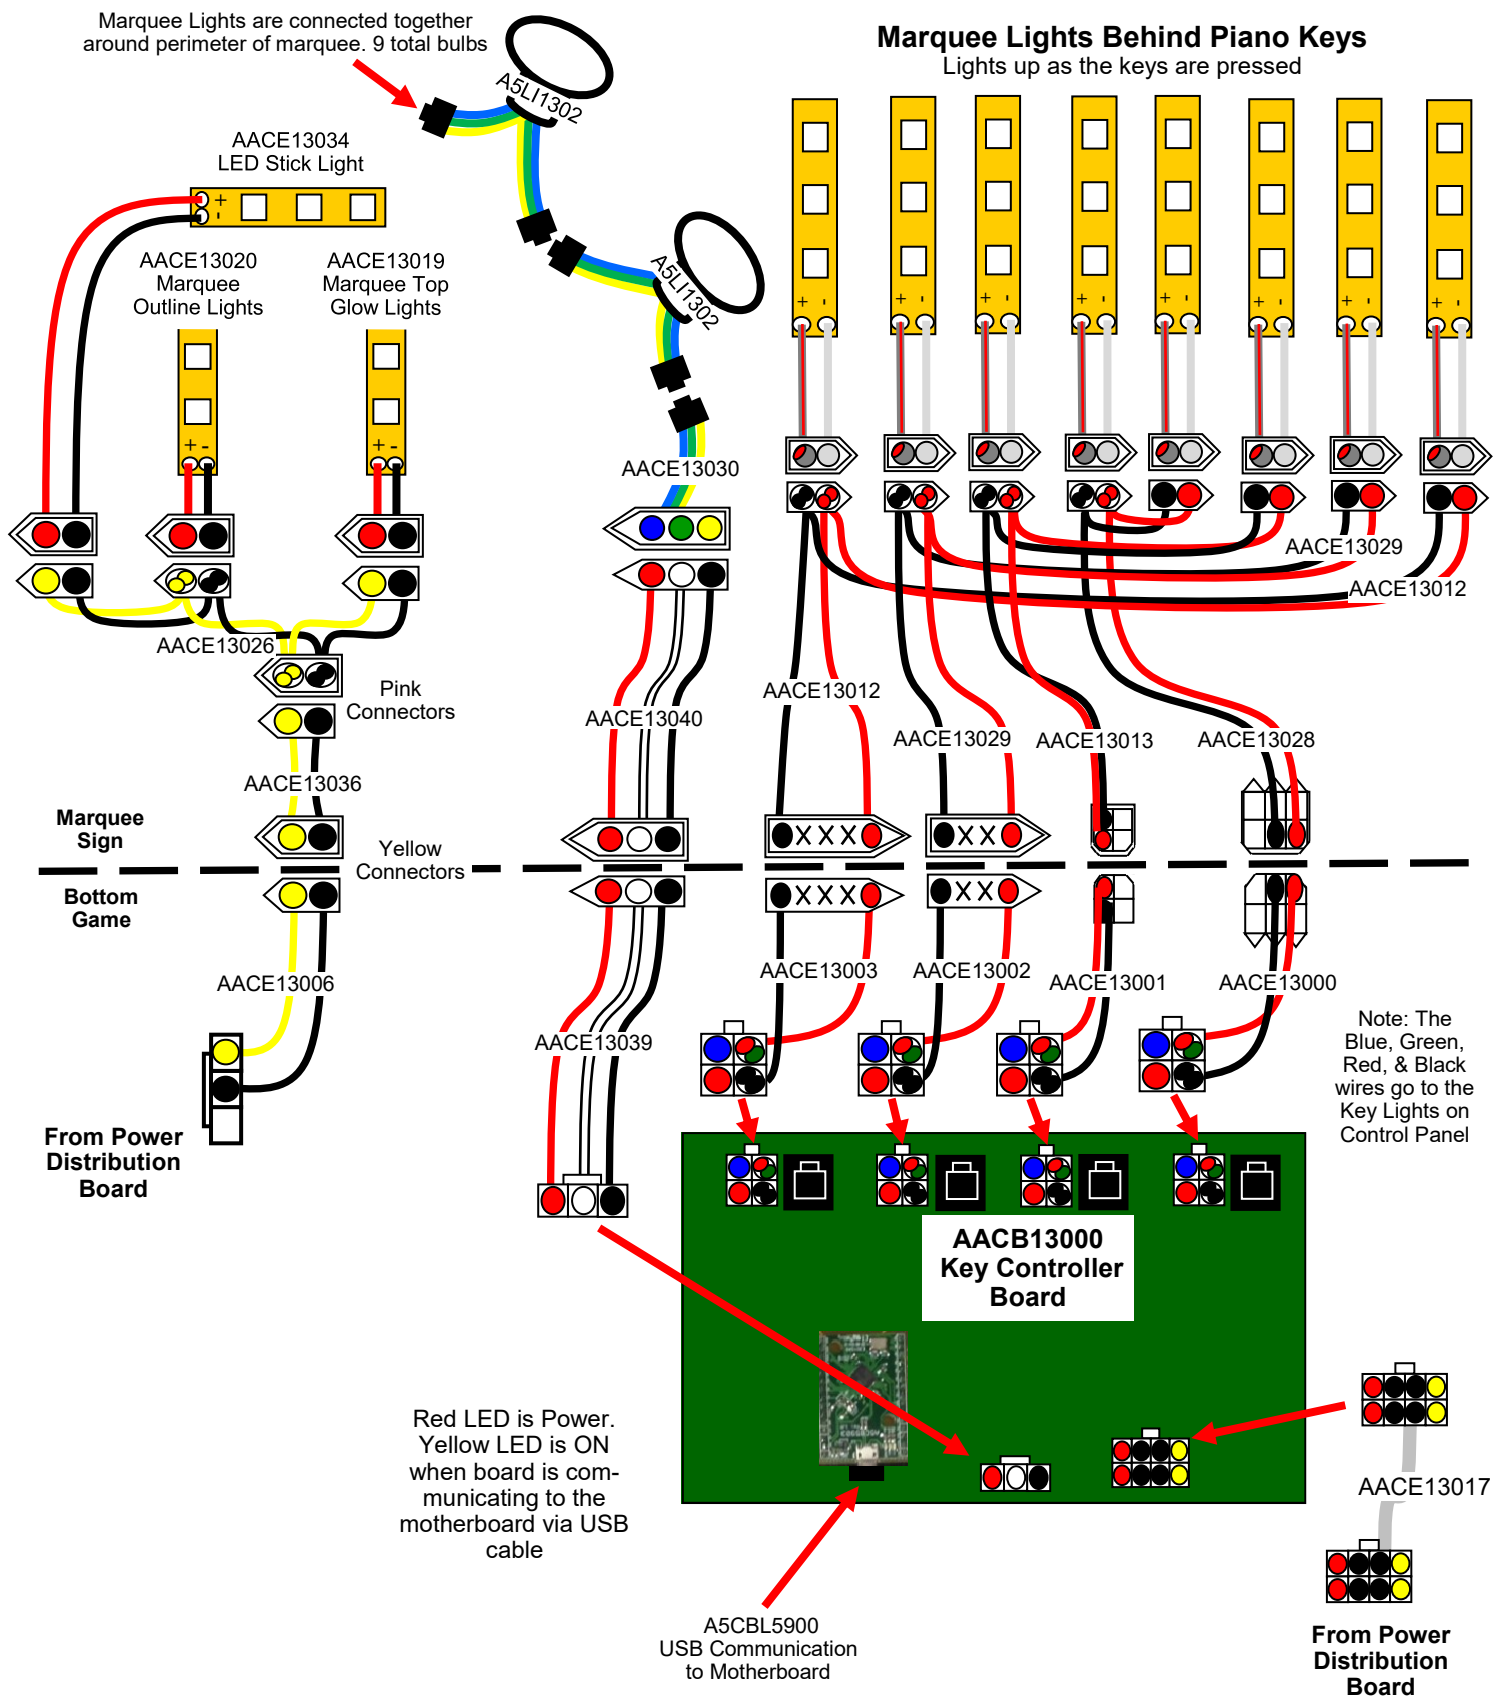 Marquee Lights are connected together
around perimeter of marquee. 9 total bulbs
Marquee Lights Behind Piano Keys
Lights up as the keys are pressed
A5LI1302
AACE13034
LED Stick Light
+
-
AACE13020
Marquee
Outline Lights
AACE13019
Marquee Top
Glow Lights
A5LI1302
+ -
+ -
+ -
+ -
+ -
+ -
+ -
+ -
+ -
+ -
AACE13030
AACE13029
AACE13012
AACE13026
Pink
Connectors
AACE13012
AACE13040
AACE13029
AACE13013
AACE13028
AACE13036
Marquee
Sign
X X X
X X
Yellow
Connectors
Bottom
Game
X X X
X X
AACE13006
AACE13003
AACE13002
AACE13001
AACE13000
AACE13039
Note: The
Blue, Green,
Red, & Black
wires go to the
Key Lights on
Control Panel
From Power
Distribution
Board
AACB13000
Key Controller
Board
Red LED is Power.
Yellow LED is ON
when board is com-
municating to the
motherboard via USB
cable
AACE13017
A5CBL5900
USB Communication
to Motherboard
From Power
Distribution
Board